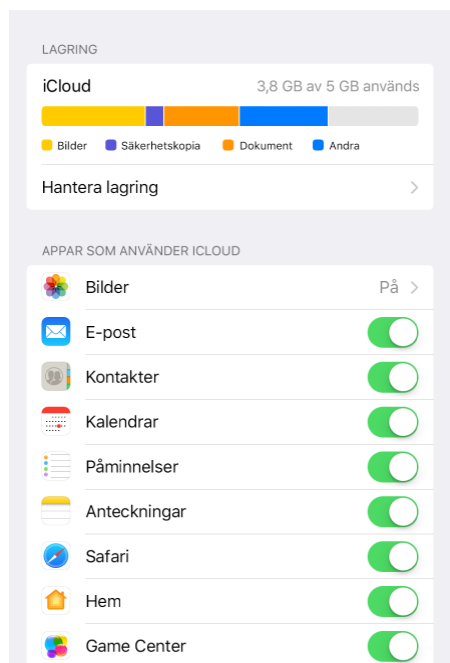 LAGRING
iCloud 3,8 GB av 5 GB används
Bilder Säkerhetskopia Dokument Andra
Hantera lagring
APPAR SOM ANVÄNDER ICLOUD
Bilder På
E-post
Kontakter
Kalendrar
Påminnelser
Anteckningar
Safari
Hem
Game Center